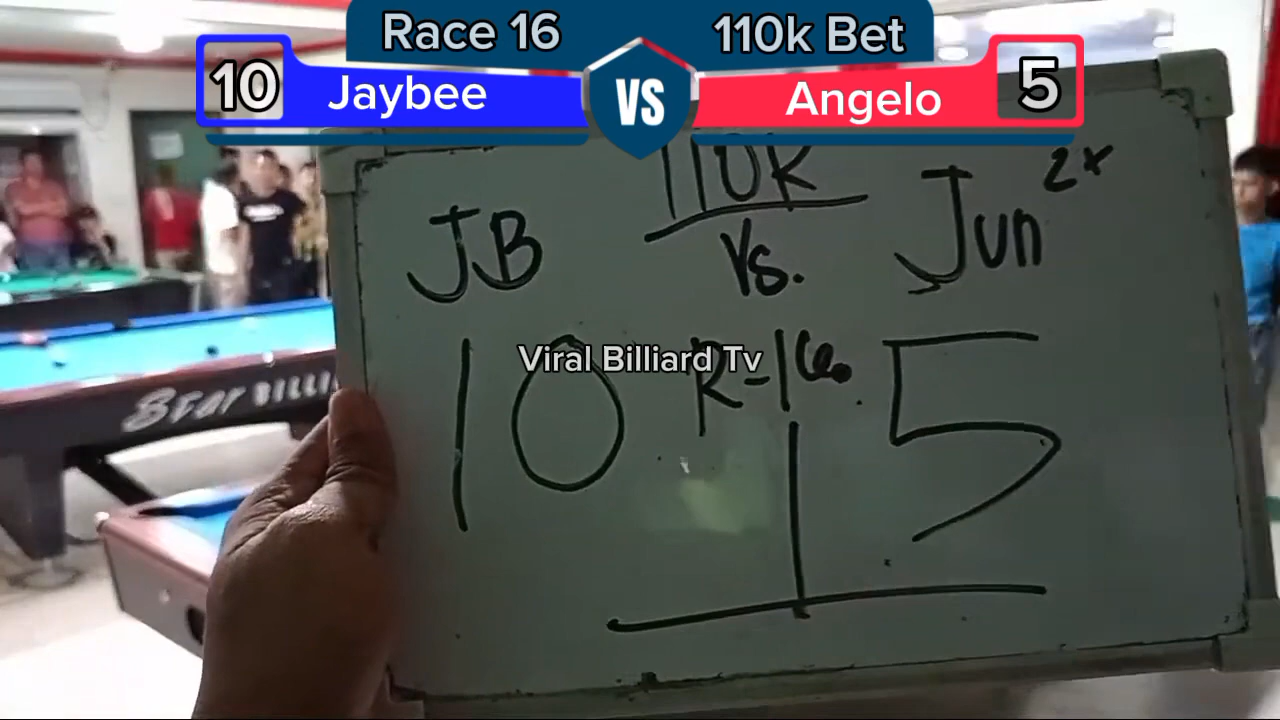 Race 16
110k Bet
10
Jaybee
VS
Angelo
5
110K
JB
Vs.
Jun 2x
10
R-16.
5
Viral Billiard Tv
Star BILLI